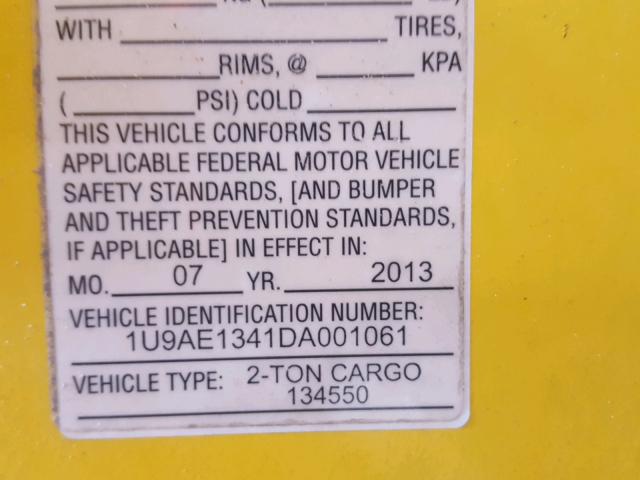 WITH TIRES,
RIMS, @ KPA
( PSI) COLD
THIS VEHICLE CONFORMS TO ALL
APPLICABLE FEDERAL MOTOR VEHICLE
SAFETY STANDARDS, [AND BUMPER
AND THEFT PREVENTION STANDARDS,
IF APPLICABLE] IN EFFECT IN:
MO. 07 YR. 2013
VEHICLE IDENTIFICATION NUMBER:
1U9AE1341DA001061
VEHICLE TYPE: 2-TON CARGO
134550